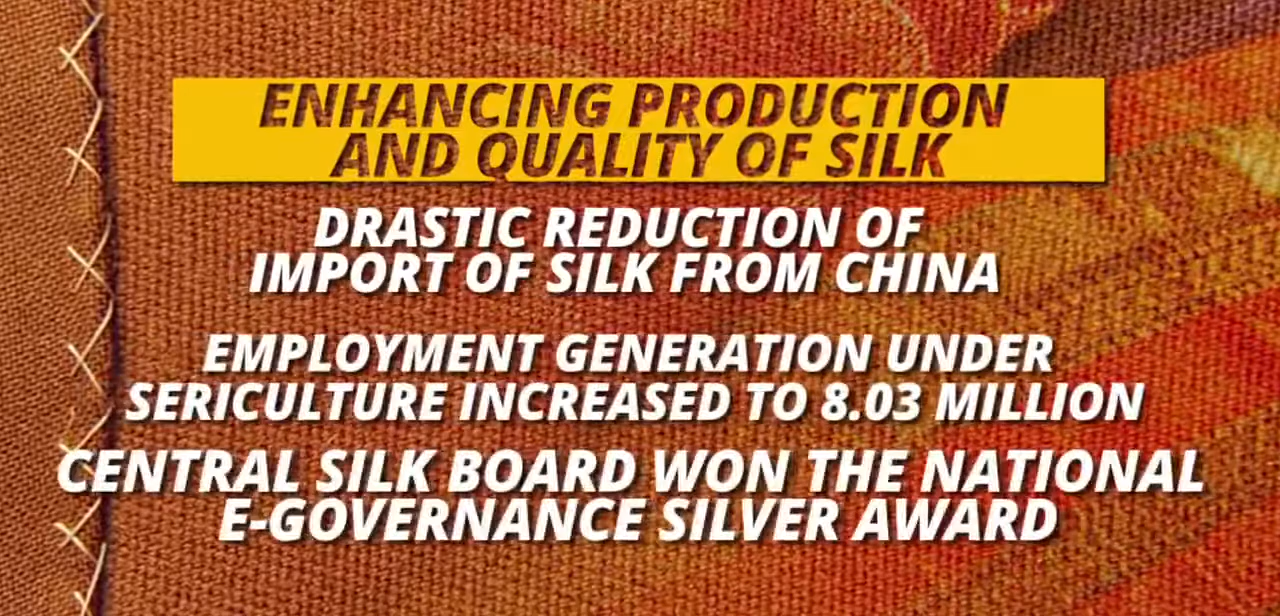 ENHANCING PRODUCTION
AND QUALITY OF SILK
DRASTIC REDUCTION OF
IMPORT OF SILK FROM CHINA
EMPLOYMENT GENERATION UNDER
SERICULTURE INCREASED TO 8.03 MILLION
CENTRAL SILK BOARD WON THE NATIONAL
E-GOVERNANCE SILVER AWARD